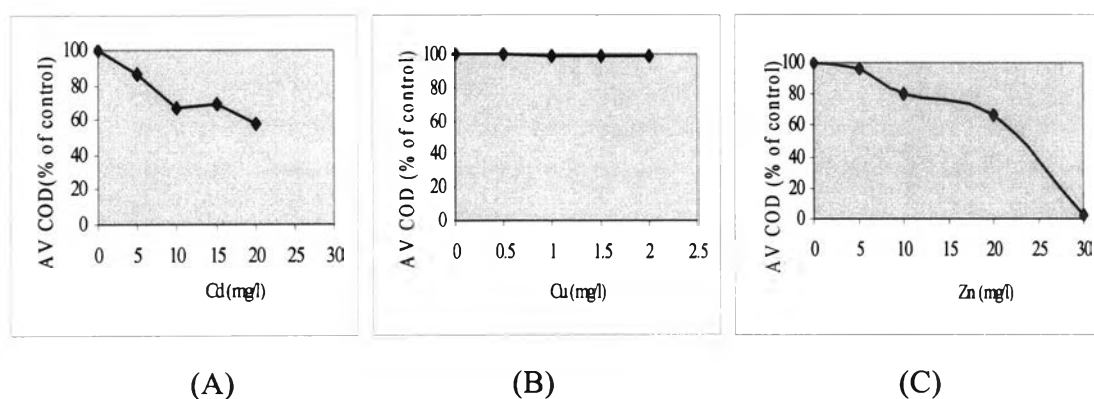 AV COD(% of control)
100
80
60
40
20
0
0 5 10 15 20 25 30
Cd (mg/l)
(A)
AV COD (% of control)
100
80
60
40
20
0
0 0.5 1 1.5 2 2.5
Cu (mg/l)
(B)
AV COD (% of control)
100
80
60
40
20
0
0 5 10 15 20 25 30
Zn (mg/l)
(C)